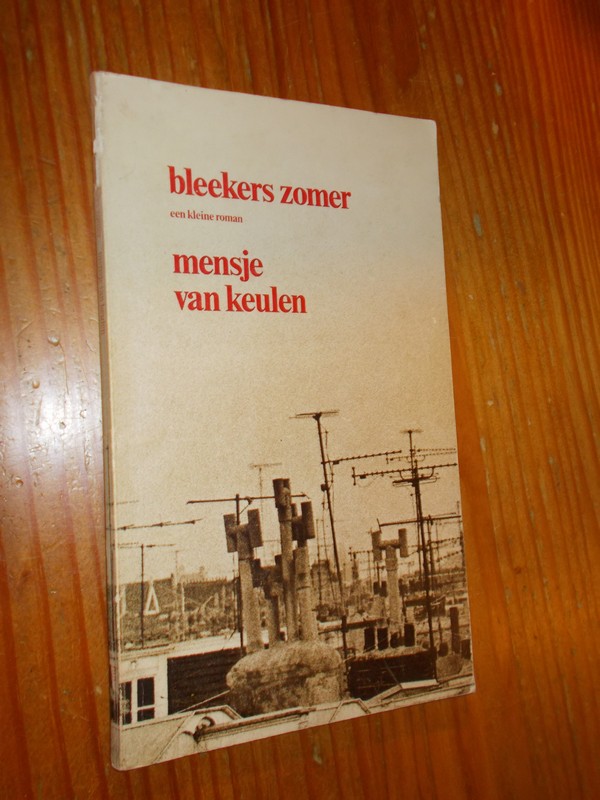 bleekers zomer
een kleine roman
mensje
van keulen